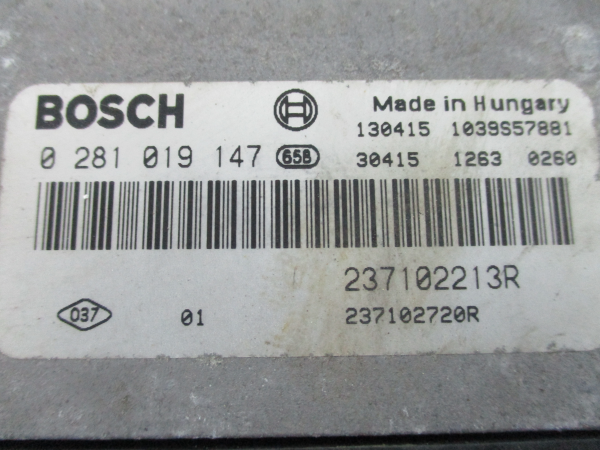 BOSCH
Made in Hungary
130415 1039S57881
0 281 019 147 65B 30415 1263 0260
237102213R
037 01 237102720R